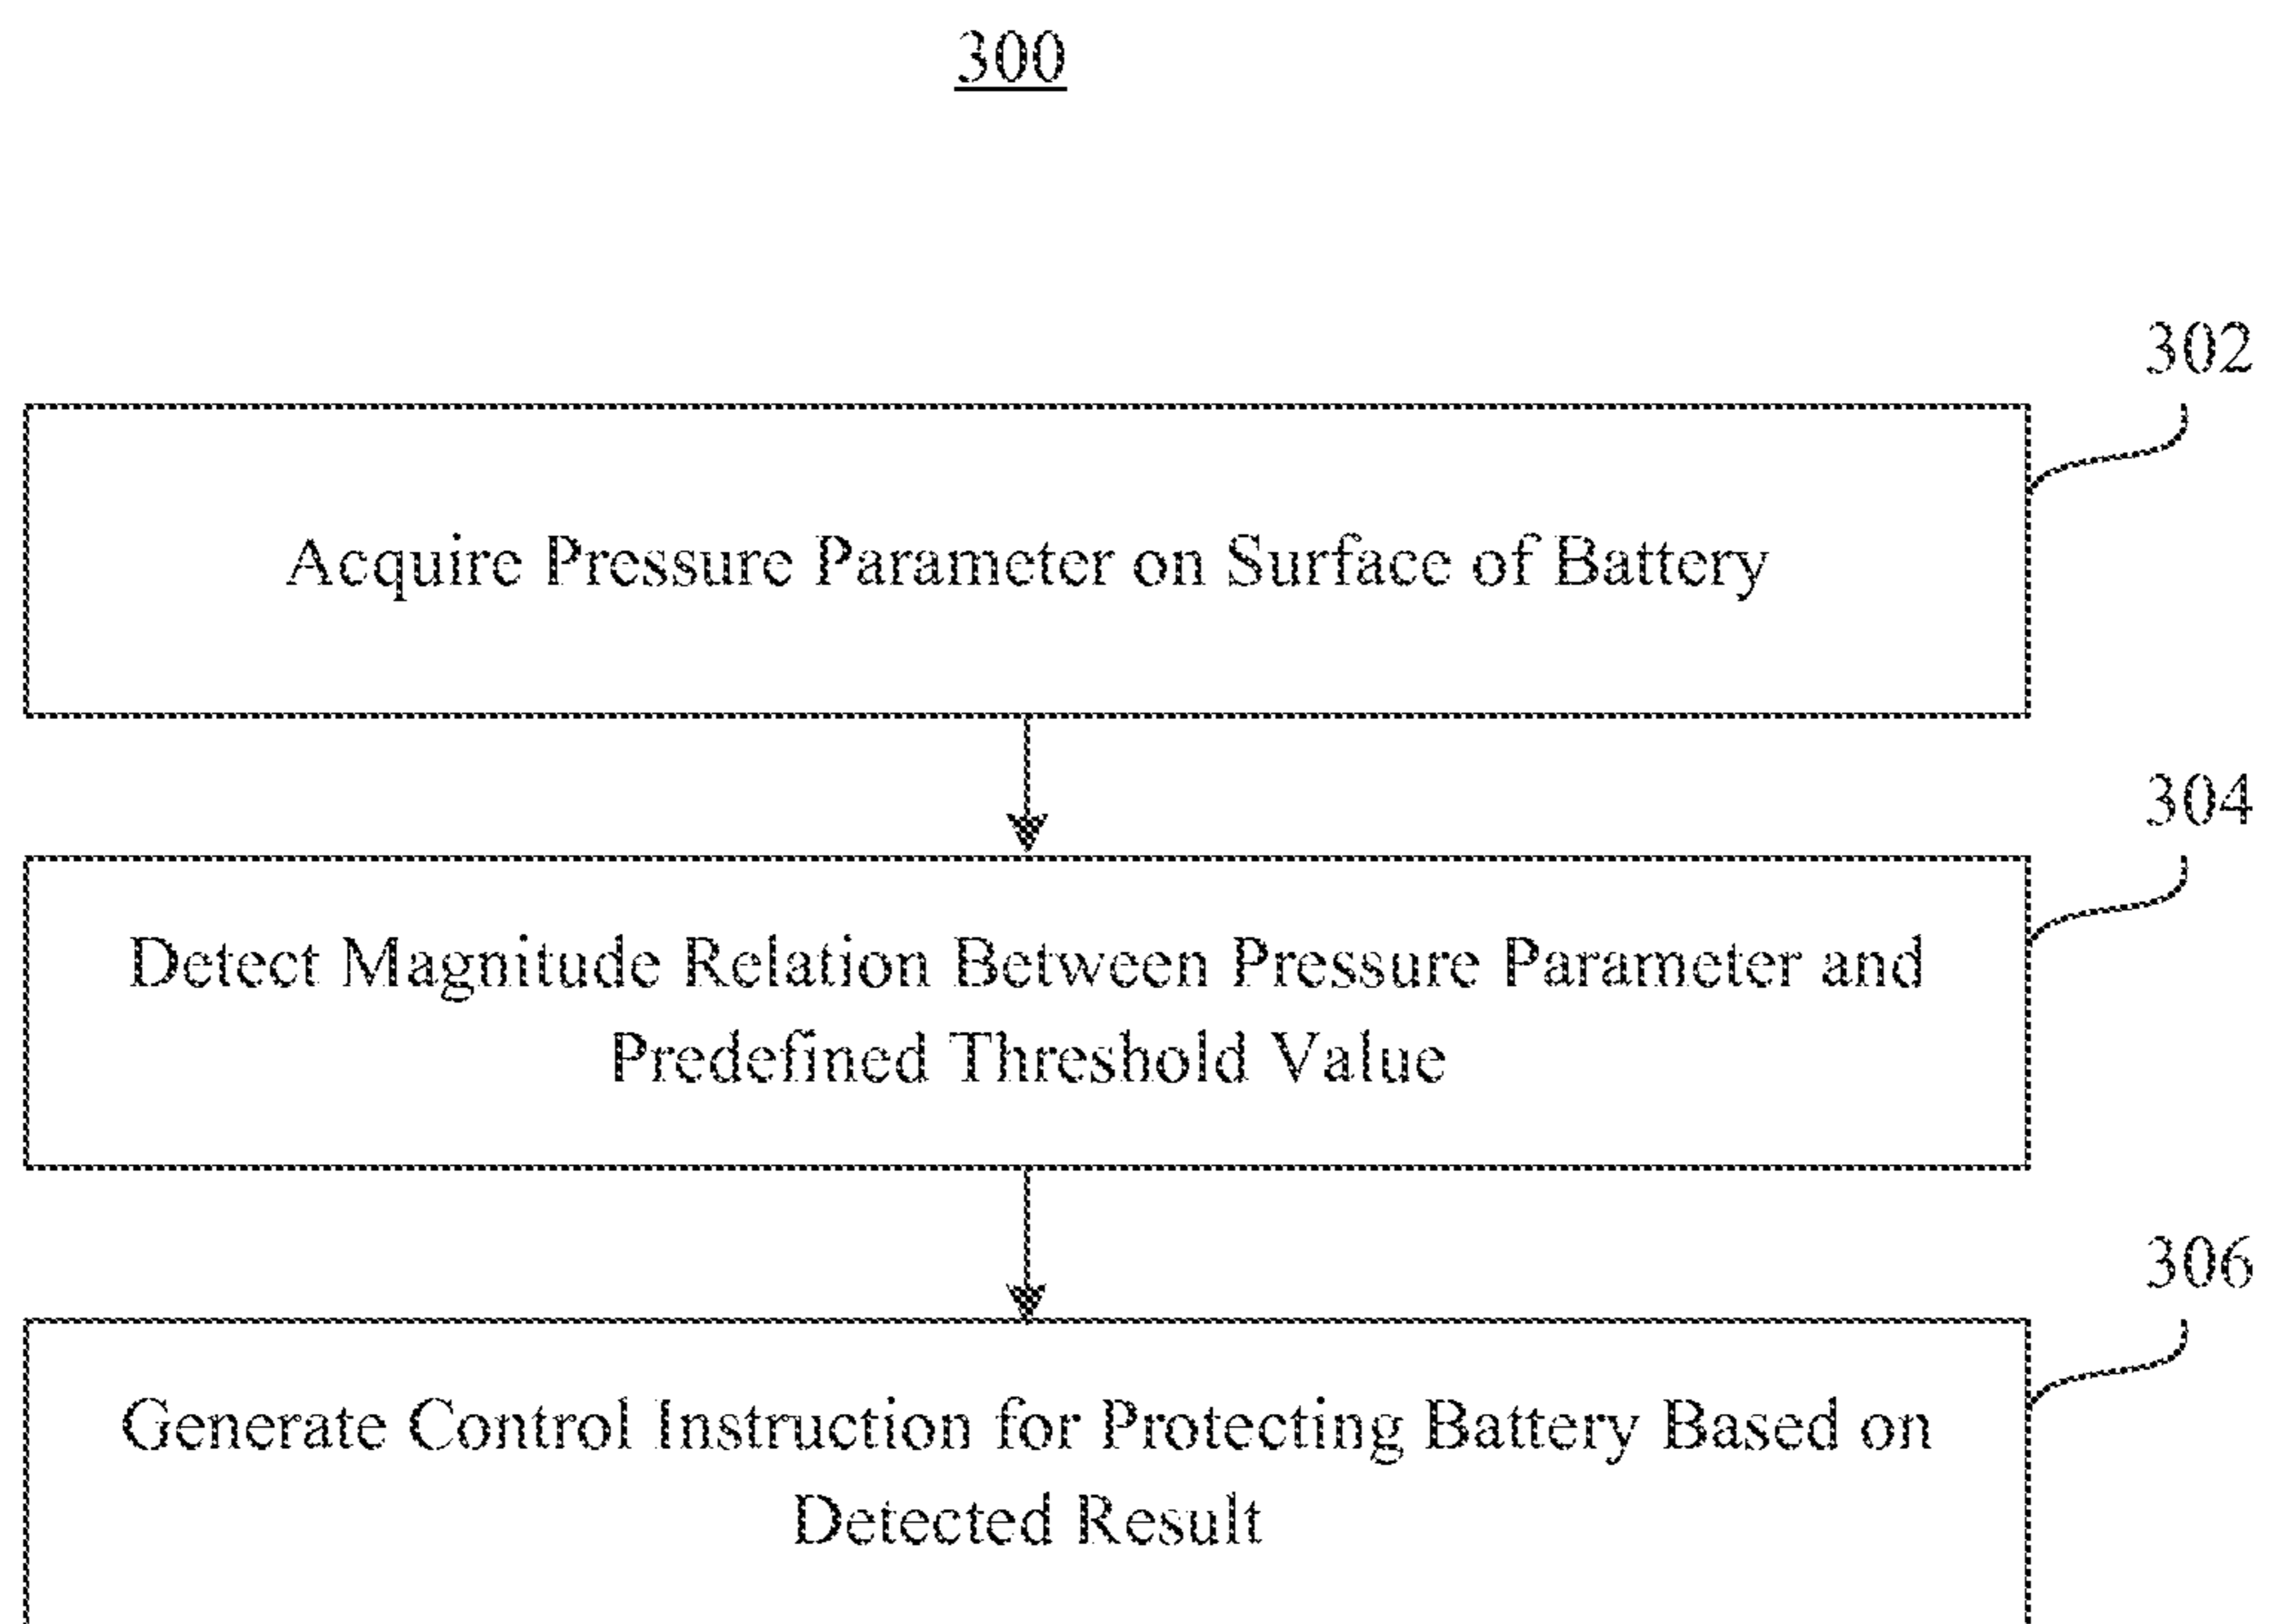 300
302
Acquire Pressure Parameter on Surface of Battery
304
Detect Magnitude Relation Between Pressure Parameter and
Predefined Threshold Value
306
Generate Control Instruction for Protecting Battery Based on
Detected Result